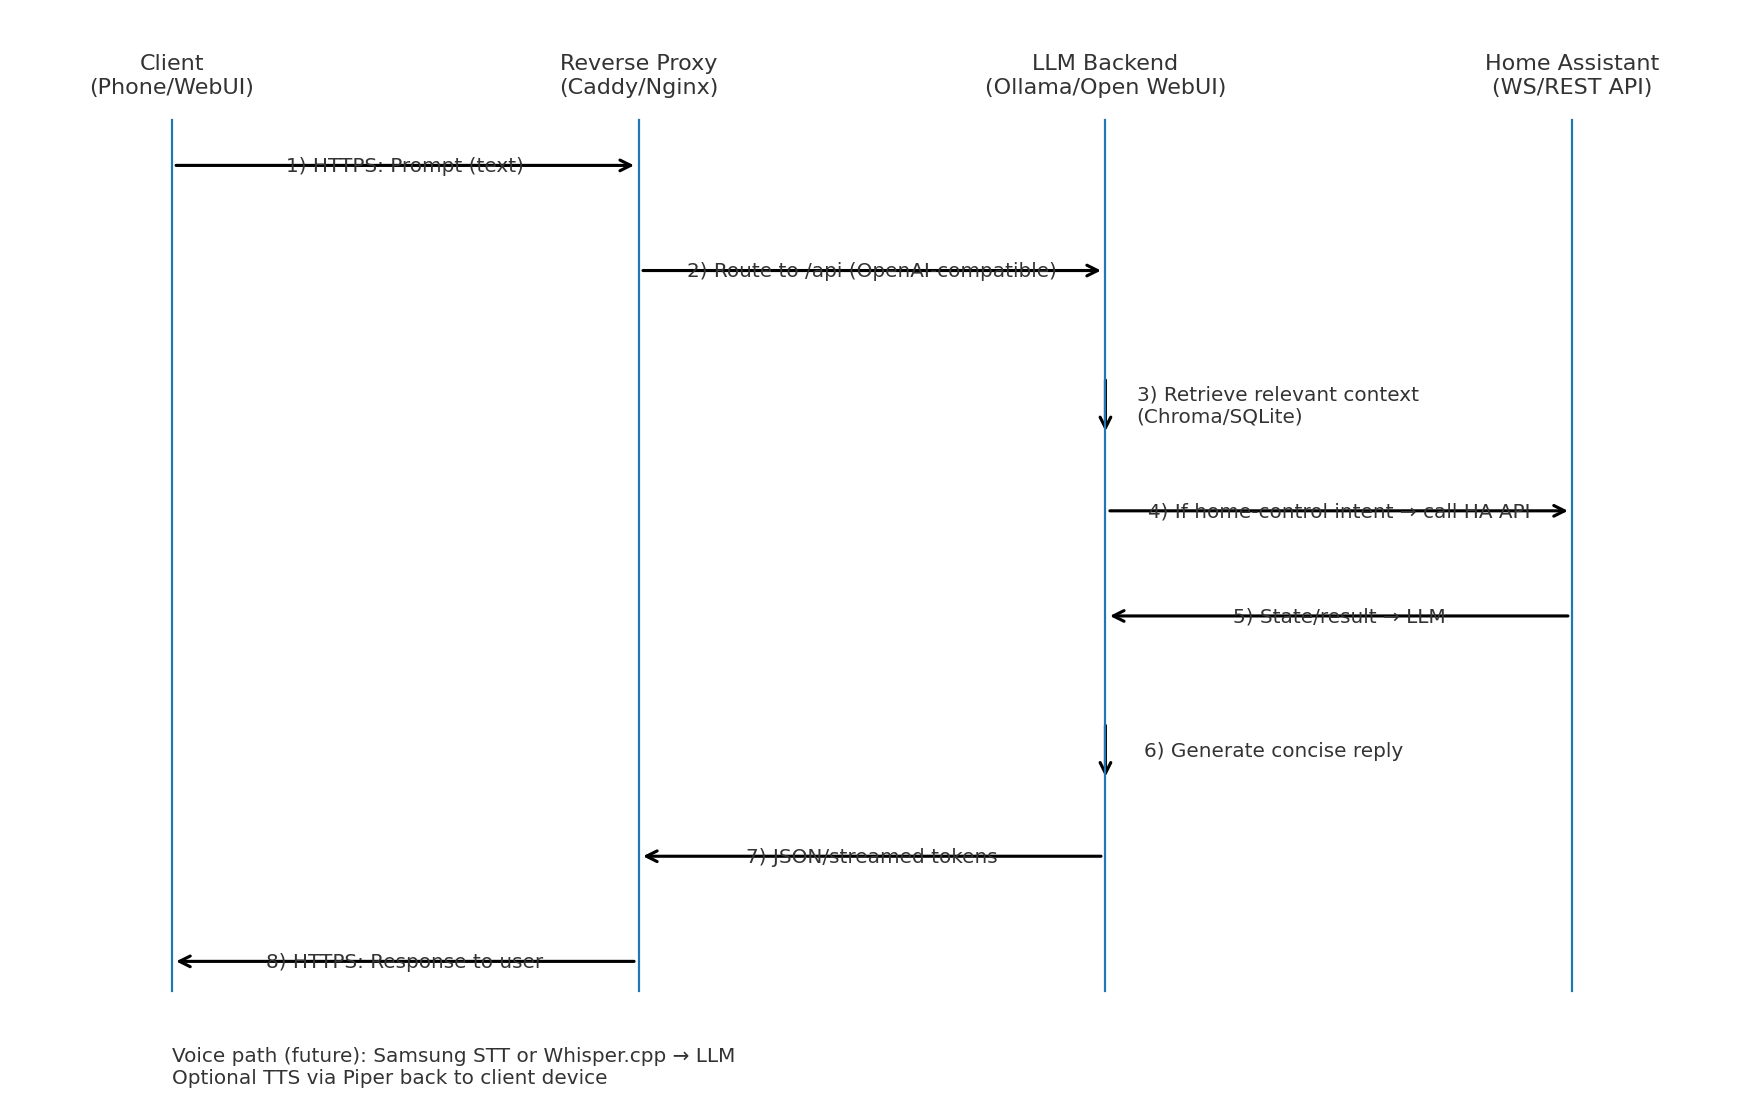 Client
(Phone/WebUI)
Reverse Proxy
(Caddy/Nginx)
LLM Backend
(Ollama/Open WebUI)
Home Assistant
(WS/REST API)
1) HTTPS: Prompt (text)
2) Route to /api (OpenAI-compatible)
3) Retrieve relevant context
(Chroma/SQLite)
4) If home-control intent → call HA API
5) State/result → LLM
6) Generate concise reply
7) JSON/streamed tokens
8) HTTPS: Response to user
Voice path (future): Samsung STT or Whisper.cpp → LLM
Optional TTS via Piper back to client device